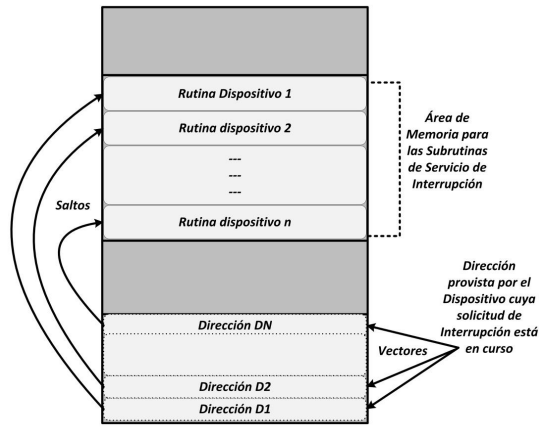 Rutina Dispositivo 1
Rutina dispositivo 2
---
---
---
Rutina dispositivo n
Área de
Memoria para
las Subrutinas
de Servicio de
Interrupción
Saltos
Dirección
provista por el
Dispositivo cuya
solicitud de
Interrupción está
en curso
Vectores
Dirección DN
Dirección D2
Dirección D1